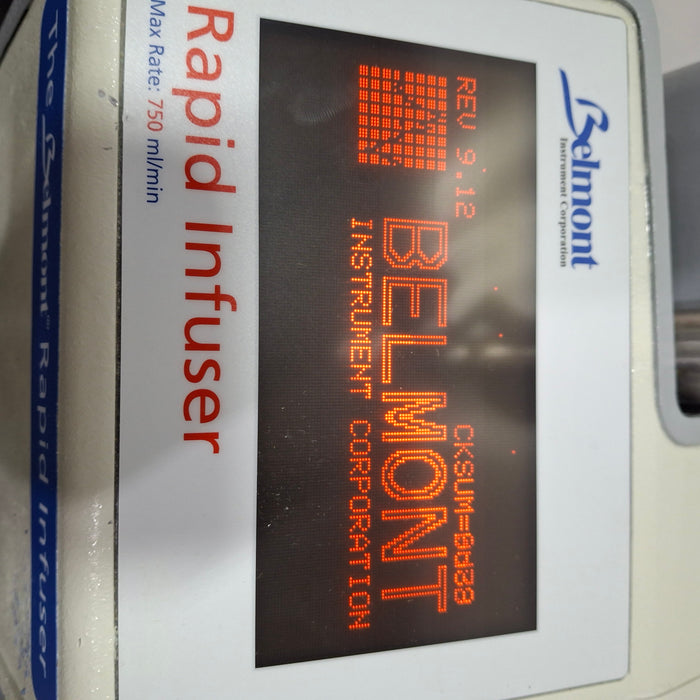 Belmont
Instrument Corporation
REV 9.12
CKSUM=9d39
BELMONT
INSTRUMENT CORPORATION
Rapid Infuser
Max Rate: 750 ml/min
The Belmont® Rapid Infuser